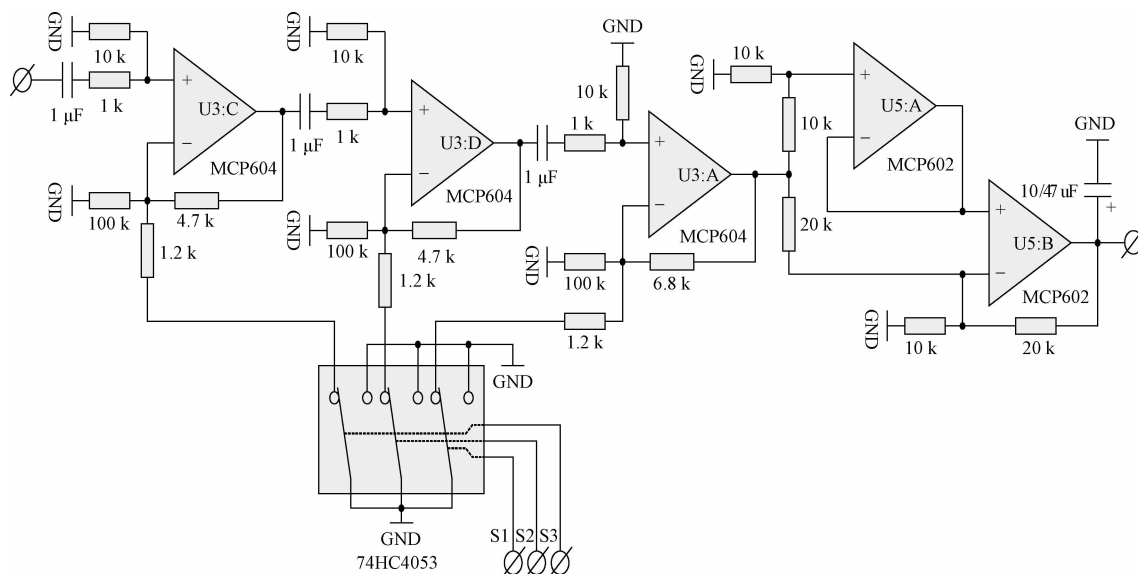 GND
10 k
1 µF
1 k
U3:C
MCP604
GND
100 k
4.7 k
1.2 k
GND
10 k
1 µF
1 k
U3:D
MCP604
GND
100 k
4.7 k
1.2 k
GND
10 k
1 k
1 µF
U3:A
MCP604
GND
100 k
6.8 k
1.2 k
GND
10 k
10 k
20 k
U5:A
MCP602
GND
10/47 uF
+
U5:B
MCP602
GND
10 k
20 k
GND
S1 S2 S3
GND
74HC4053
+
−
+
−
+
−
+
−
+
−